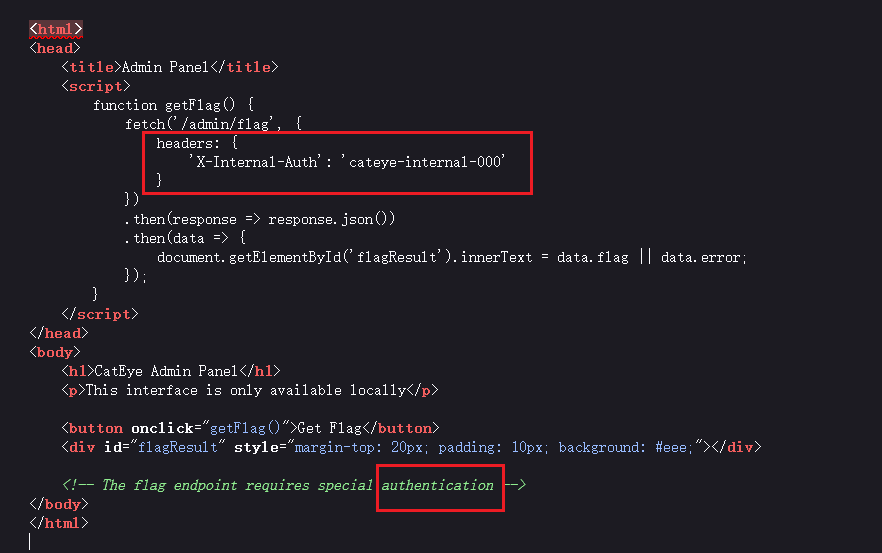 <html>
<head>
<title>Admin Panel</title>
<script>
function getFlag() {
fetch('/admin/flag', {
headers: {
'X-Internal-Auth': 'cateye-internal-000'
}
})
.then(response => response.json())
.then(data => {
document.getElementById('flagResult').innerText = data.flag || data.error;
});
}
</script>
</head>
<body>
<h1>CatEye Admin Panel</h1>
<p>This interface is only available locally</p>
<button onclick="getFlag()">Get Flag</button>
<div id="flagResult" style="margin-top: 20px; padding: 10px; background: #eee;"></div>
<!-- The flag endpoint requires special authentication -->
</body>
</html>